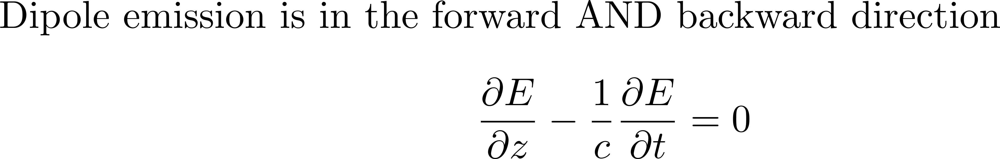 Dipole emission is in the forward AND backward direction
∂E/∂z − 1/c ∂E/∂t = 0